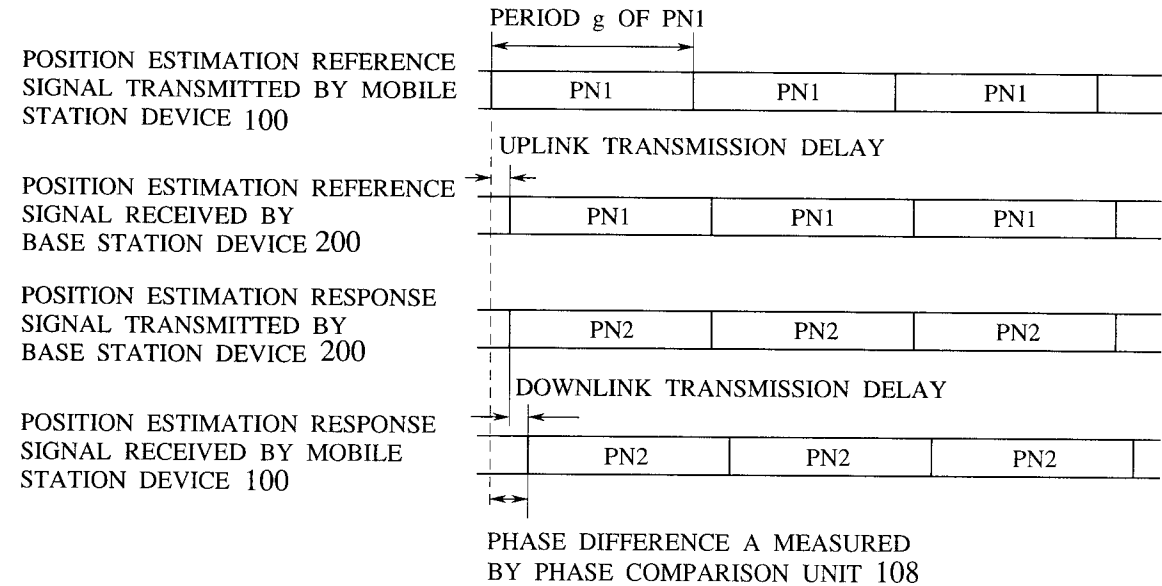 PERIOD g OF PN1
POSITION ESTIMATION REFERENCE
SIGNAL TRANSMITTED BY MOBILE
STATION DEVICE 100
PN1 PN1 PN1
UPLINK TRANSMISSION DELAY
POSITION ESTIMATION REFERENCE
SIGNAL RECEIVED BY
BASE STATION DEVICE 200
PN1 PN1 PN1
POSITION ESTIMATION RESPONSE
SIGNAL TRANSMITTED BY
BASE STATION DEVICE 200
PN2 PN2 PN2
DOWNLINK TRANSMISSION DELAY
POSITION ESTIMATION RESPONSE
SIGNAL RECEIVED BY MOBILE
STATION DEVICE 100
PN2 PN2 PN2
PHASE DIFFERENCE A MEASURED
BY PHASE COMPARISON UNIT 108